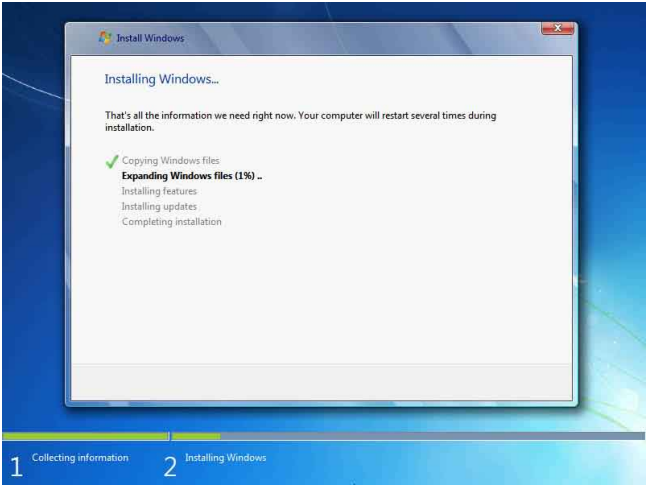 Install Windows
Installing Windows...
That's all the information we need right now. Your computer will restart several times during
installation.
Copying Windows files
Expanding Windows files (1%) ..
Installing features
Installing updates
Completing installation
1 Collecting information
2 Installing Windows